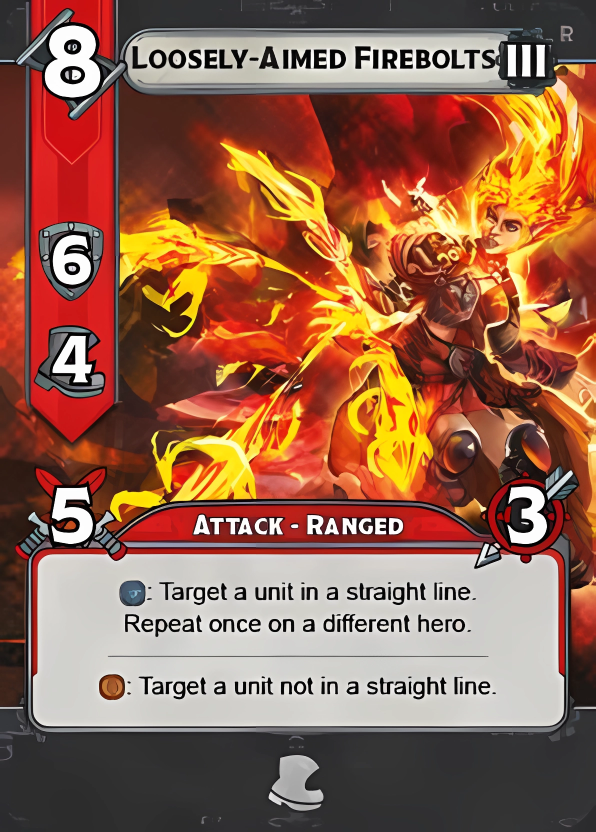 8
LOOSELY-AIMED FIREBOLTS
III
R
6
4
5
ATTACK - RANGED
3
: Target a unit in a straight line.
Repeat once on a different hero.
: Target a unit not in a straight line.